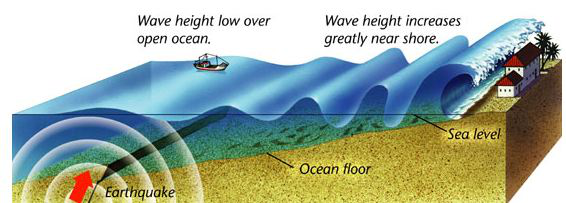 Wave height low over
open ocean.
Wave height increases
greatly near shore.
Sea level
Ocean floor
Earthquake